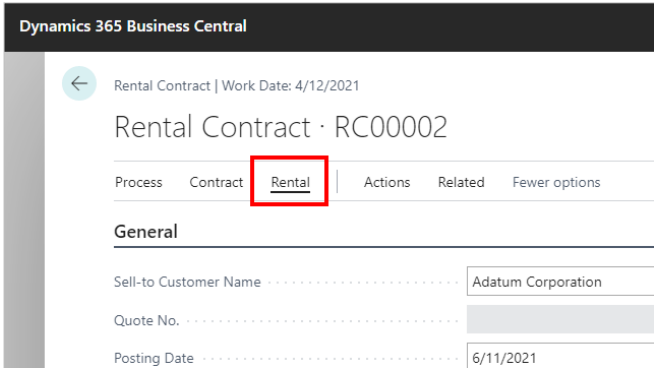 Dynamics 365 Business Central
Rental Contract | Work Date: 4/12/2021
Rental Contract · RC00002
Process Contract Rental Actions Related Fewer options
General
Sell-to Customer Name Adatum Corporation
Quote No.
Posting Date 6/11/2021